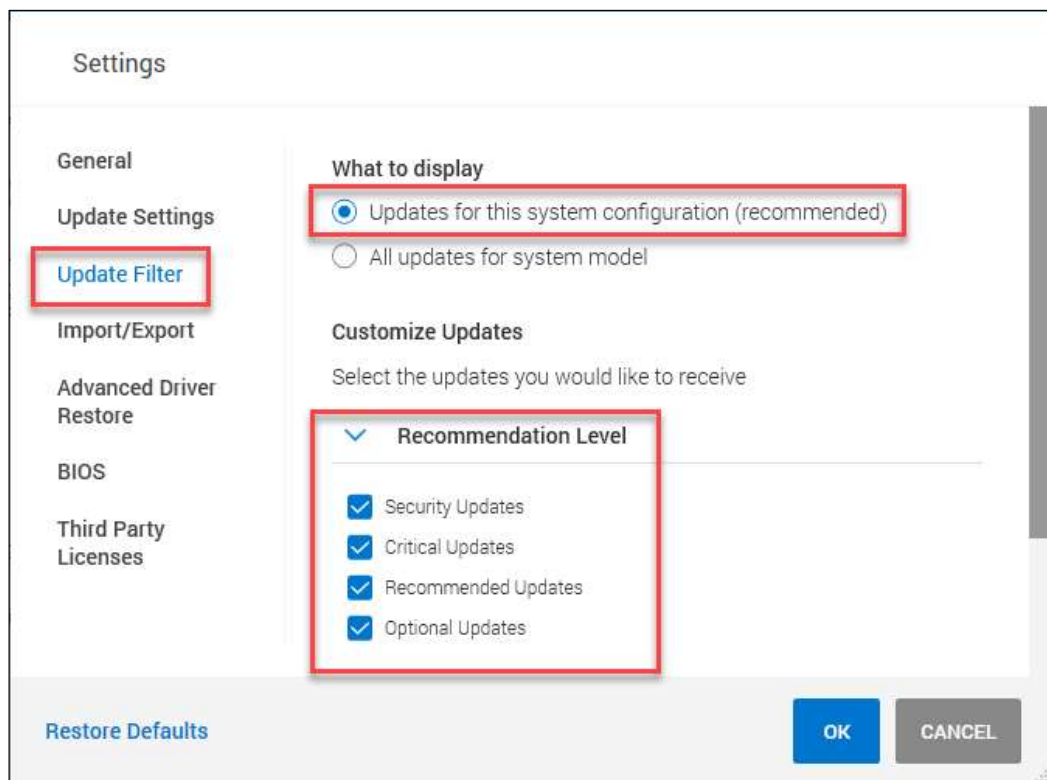 Settings
General
Update Settings
Update Filter
Import/Export
Advanced Driver
Restore
BIOS
Third Party
Licenses
What to display
Updates for this system configuration (recommended)
All updates for system model
Customize Updates
Select the updates you would like to receive
Recommendation Level
Security Updates
Critical Updates
Recommended Updates
Optional Updates
Restore Defaults
OK
CANCEL